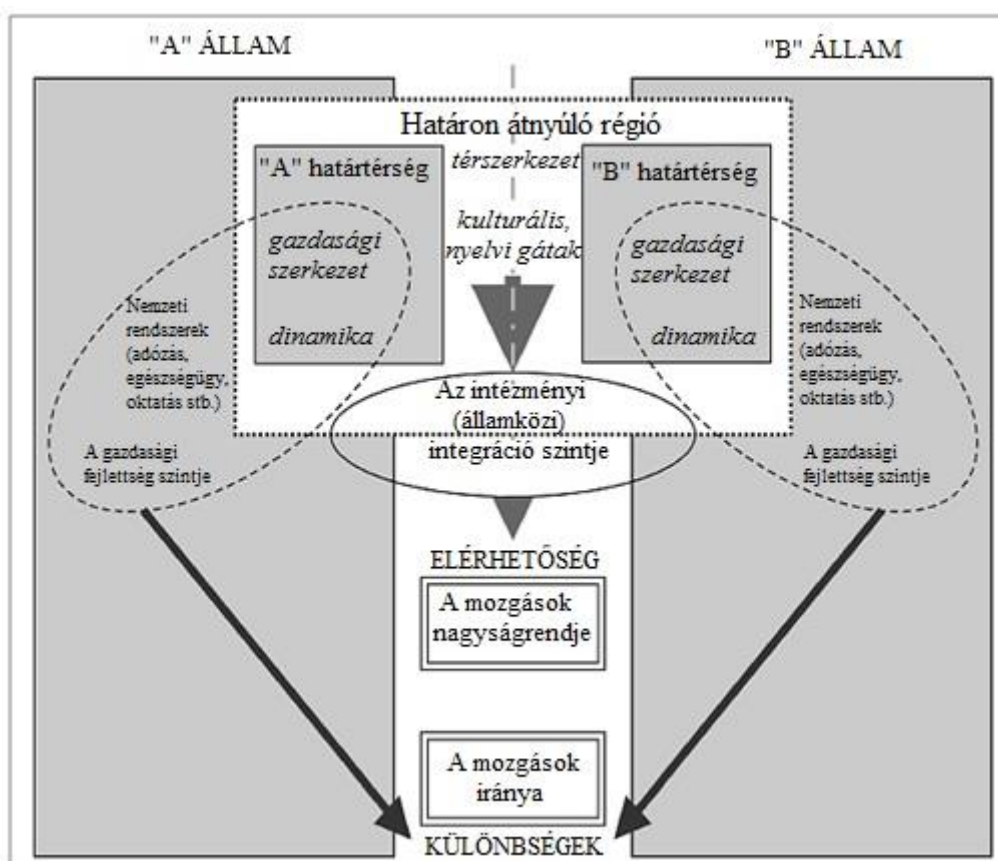 "A" ÁLLAM
"B" ÁLLAM
Határon átnyúló régió
térszerkezet
"A" határtérség
"B" határtérség
kulturális,
nyelvi gátak
gazdasági
szerkezet
dinamika
gazdasági
szerkezet
dinamika
Nemzeti
rendszerek
(adózás,
egészségügy,
oktatás stb.)
A gazdasági
fejlettség szintje
Nemzeti
rendszerek
(adózás,
egészségügy,
oktatás stb.)
A gazdasági
fejlettség szintje
Az intézményi
(államközi)
integráció szintje
ELÉRHETŐSÉG
A mozgások
nagyságrendje
A mozgások
iránya
KÜLÖNBSÉGEK